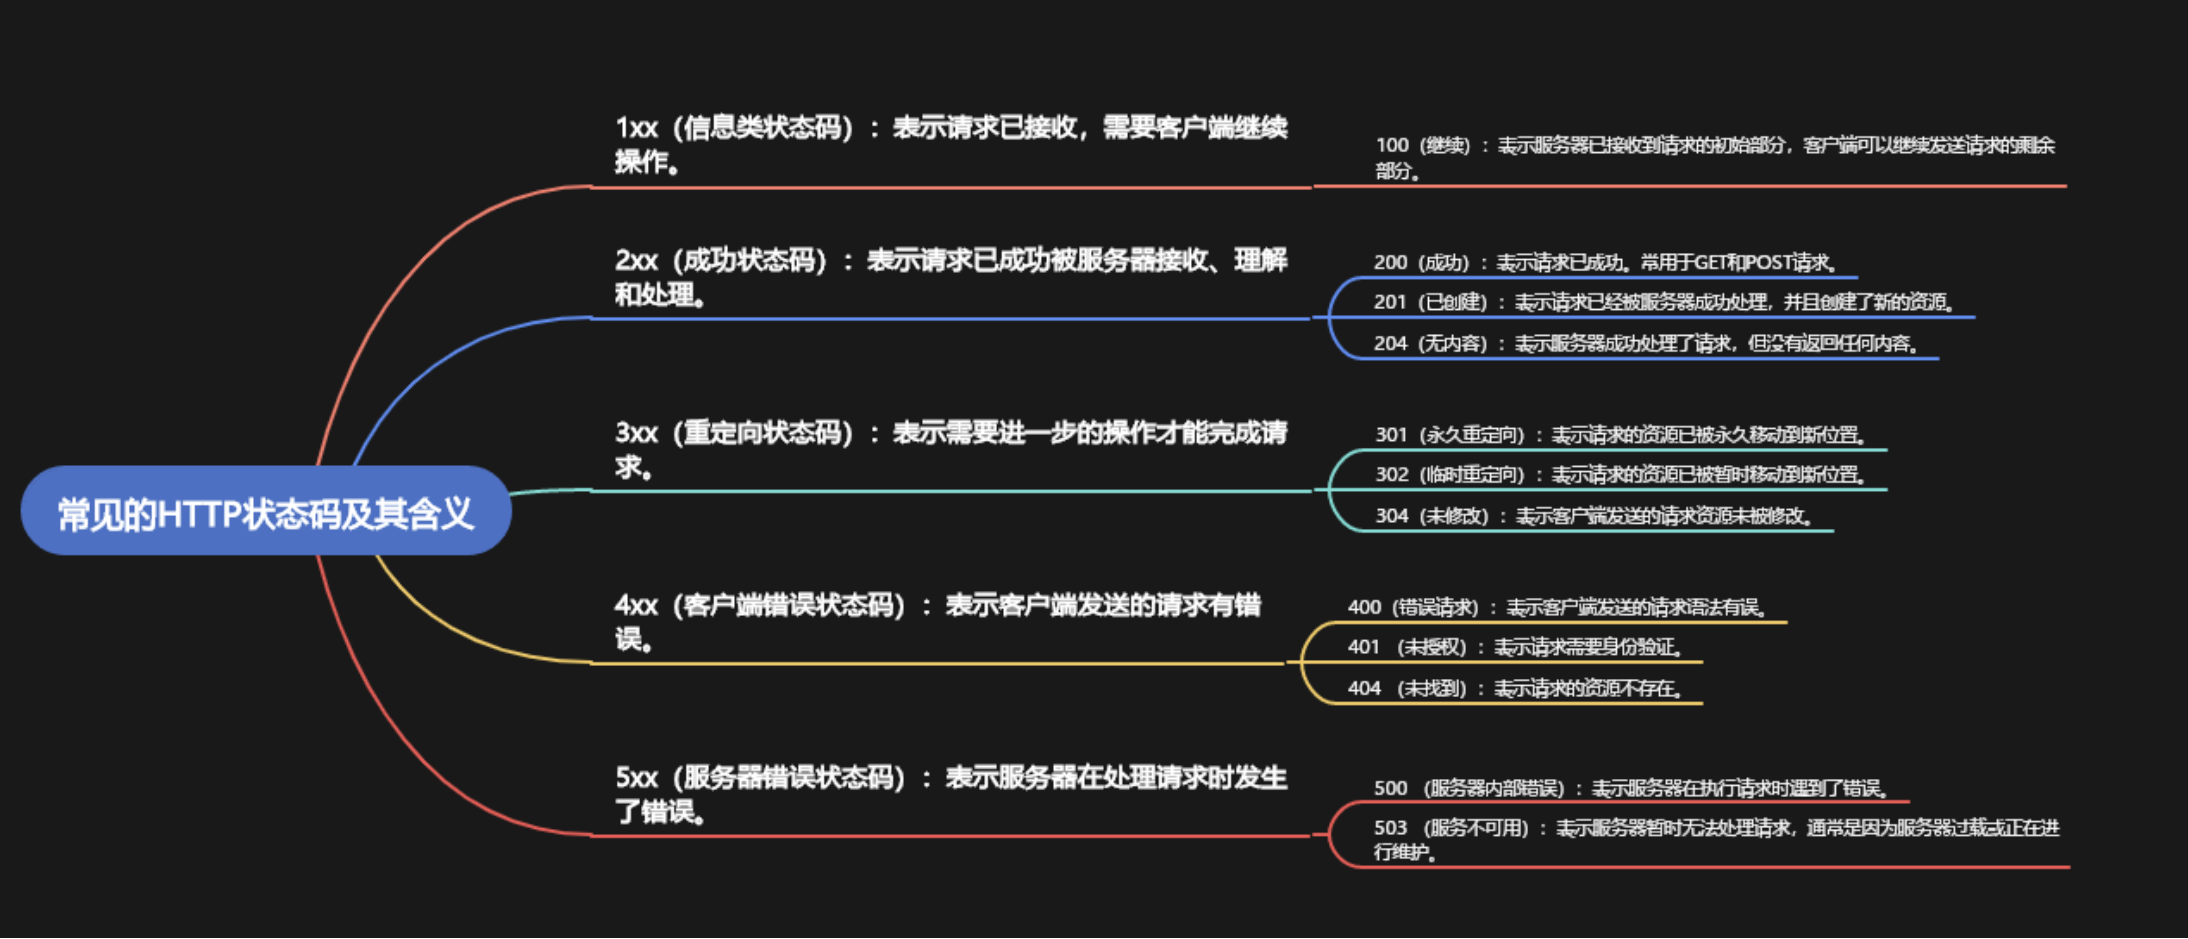 常见的HTTP状态码及其含义
1xx（信息类状态码）：表示请求已接收，需要客户端继续
操作。
100（继续）：表示服务器已接收到请求的初始部分，客户端可以继续发送请求的剩余
部分。
2xx（成功状态码）：表示请求已成功被服务器接收、理解
和处理。
200（成功）：表示请求已成功。常用于GET和POST请求。
201（已创建）：表示请求已经被服务器成功处理，并且创建了新的资源。
204（无内容）：表示服务器成功处理了请求，但没有返回任何内容。
3xx（重定向状态码）：表示需要进一步的操作才能完成请
求。
301（永久重定向）：表示请求的资源已被永久移动到新位置。
302（临时重定向）：表示请求的资源已被暂时移动到新位置。
304（未修改）：表示客户端发送的请求资源未被修改。
4xx（客户端错误状态码）：表示客户端发送的请求有错
误。
400（错误请求）：表示客户端发送的请求语法有误。
401 （未授权）：表示请求需要身份验证。
404 （未找到）：表示请求的资源不存在。
5xx（服务器错误状态码）：表示服务器在处理请求时发生
了错误。
500 （服务器内部错误）：表示服务器在执行请求时遇到了错误。
503 （服务不可用）：表示服务器暂时无法处理请求，通常是因为服务器过载或正在进
行维护。